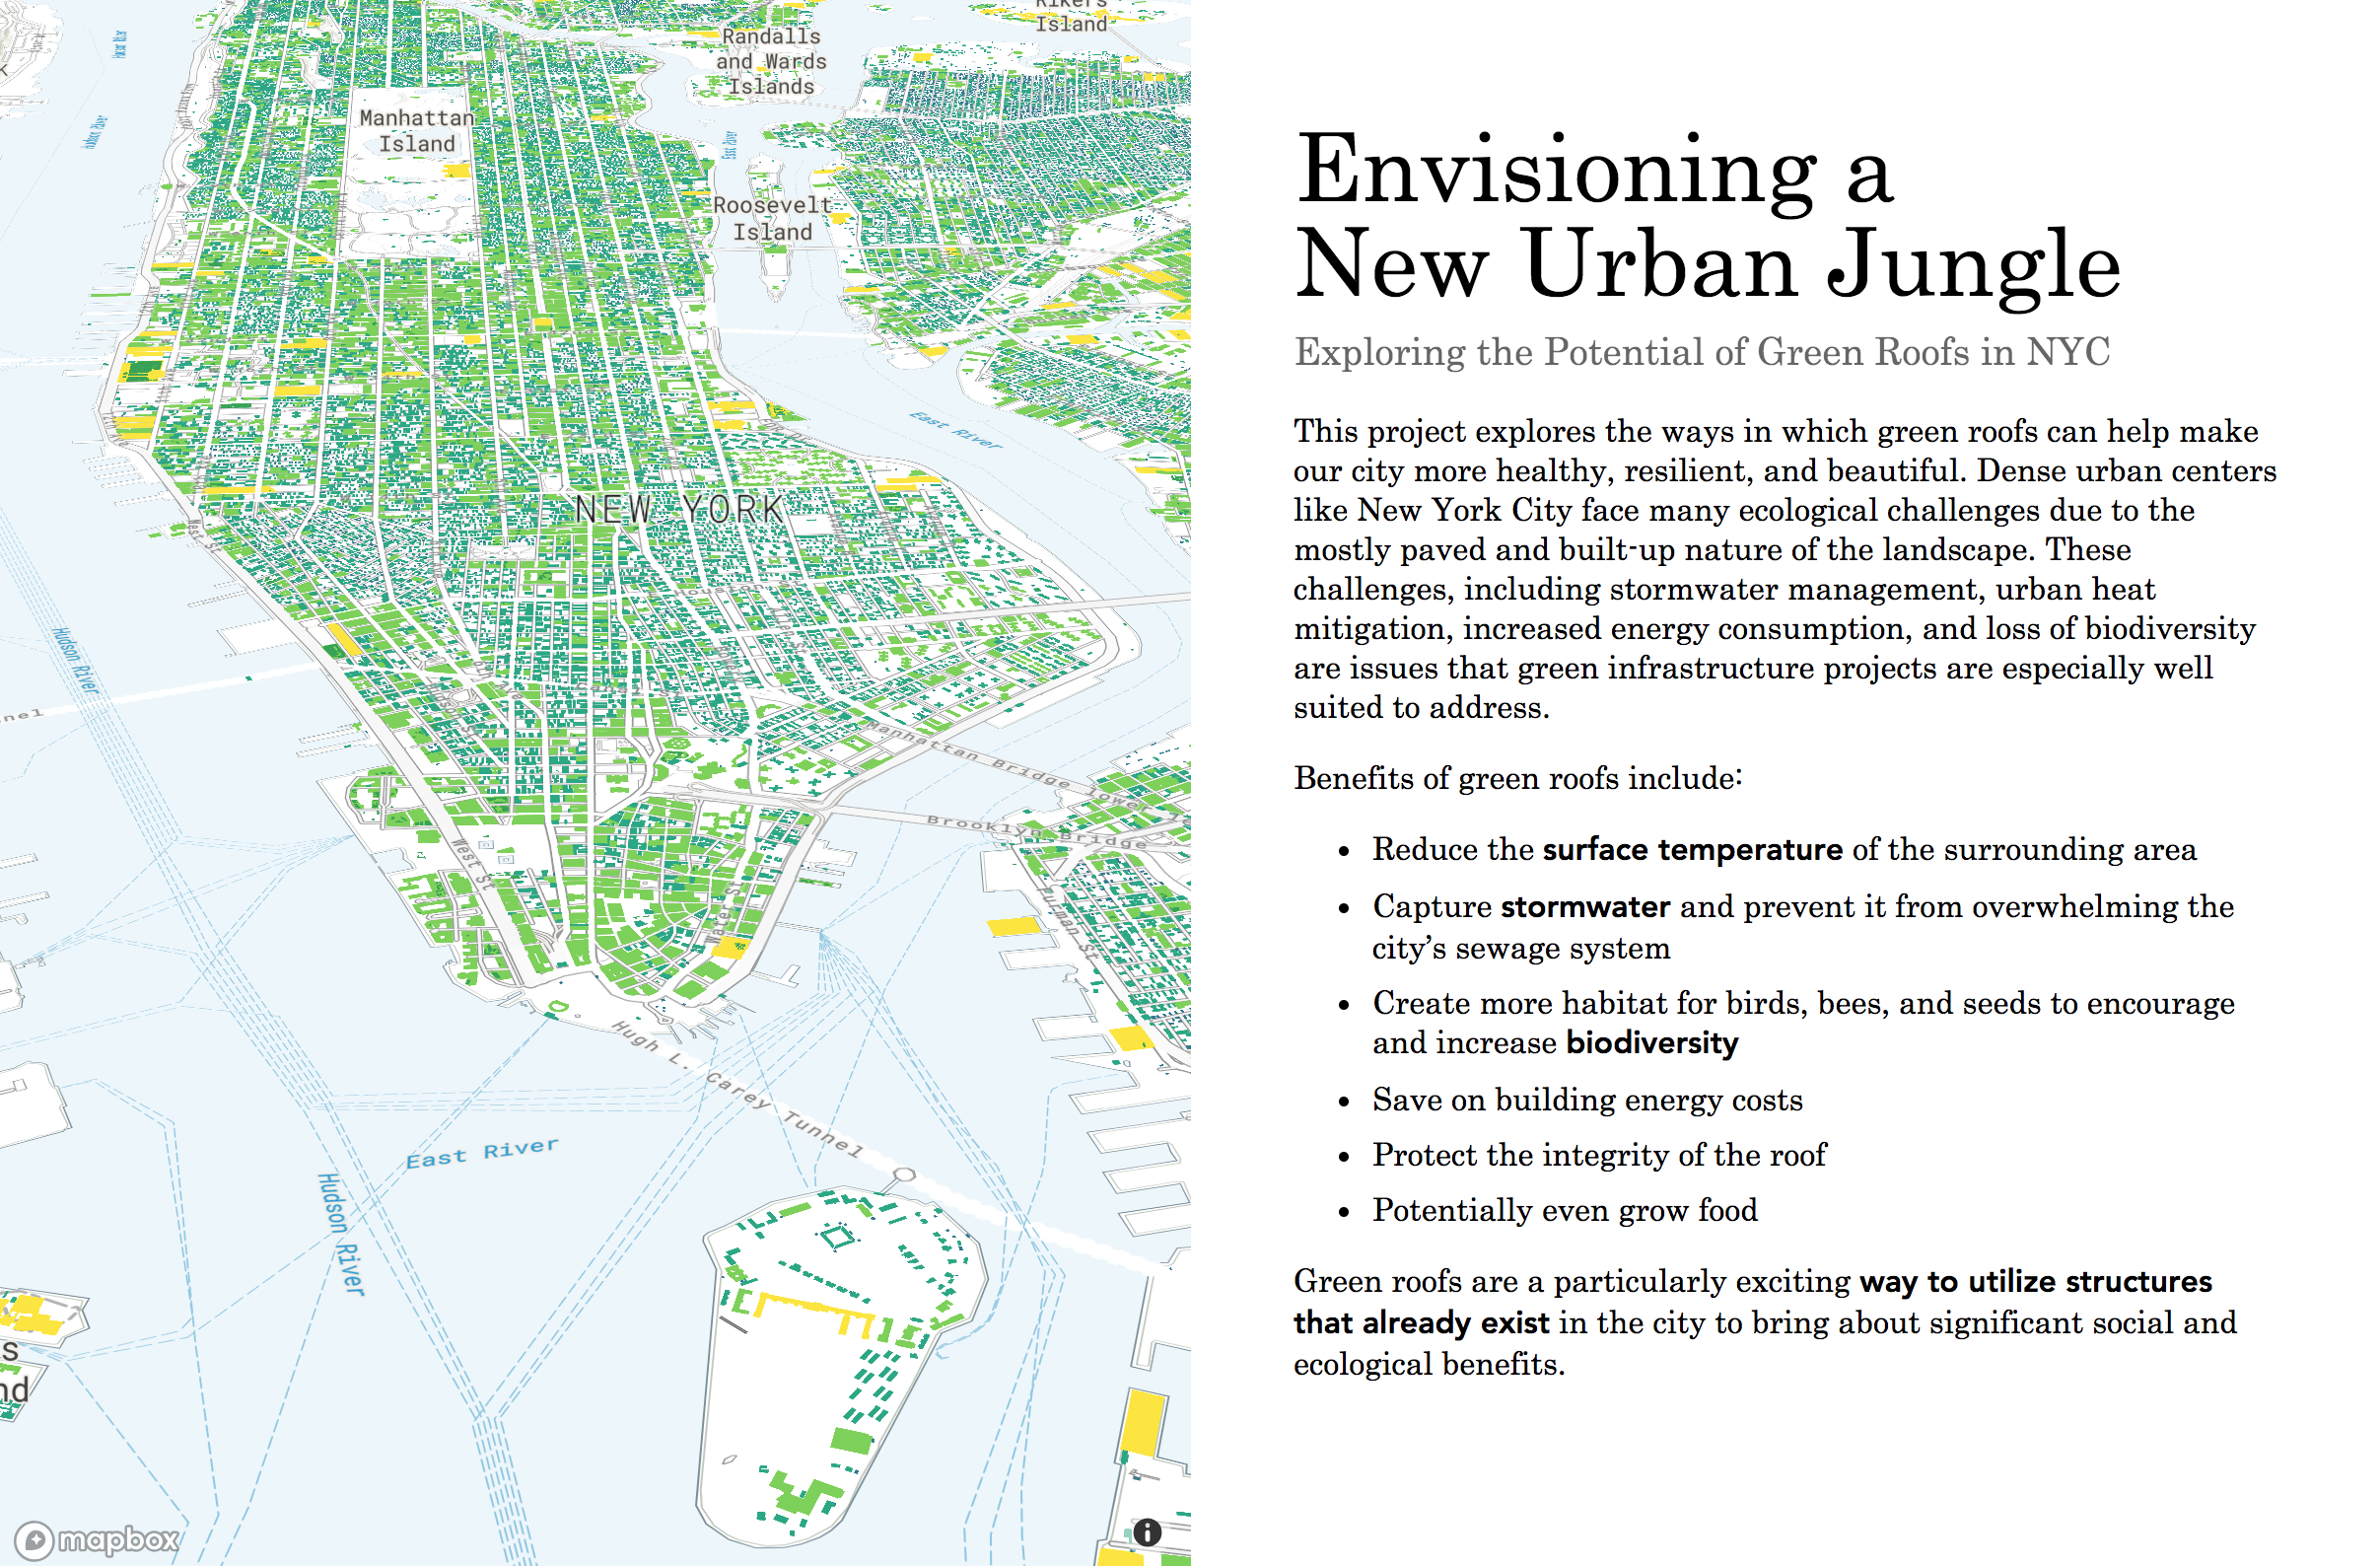 Rikers
Island
Randalls
and Wards
Islands
Manhattan
Island
Roosevelt
Island
Hudson River
East River
East River
NEW YORK
West St
Houston
Canal
Hudson River
nel
Manhattan Bridge Tower
Brooklyn Bridge
West St
Water St
Furman St
Hugh L. Carey Tunnel
East River
Hudson River
s
nd
mapbox
Envisioning a
New Urban Jungle
Exploring the Potential of Green Roofs in NYC
This project explores the ways in which green roofs can help make
our city more healthy, resilient, and beautiful. Dense urban centers
like New York City face many ecological challenges due to the
mostly paved and built-up nature of the landscape. These
challenges, including stormwater management, urban heat
mitigation, increased energy consumption, and loss of biodiversity
are issues that green infrastructure projects are especially well
suited to address.
Benefits of green roofs include:
• Reduce the surface temperature of the surrounding area
• Capture stormwater and prevent it from overwhelming the
city’s sewage system
• Create more habitat for birds, bees, and seeds to encourage
and increase biodiversity
• Save on building energy costs
• Protect the integrity of the roof
• Potentially even grow food
Green roofs are a particularly exciting way to utilize structures
that already exist in the city to bring about significant social and
ecological benefits.